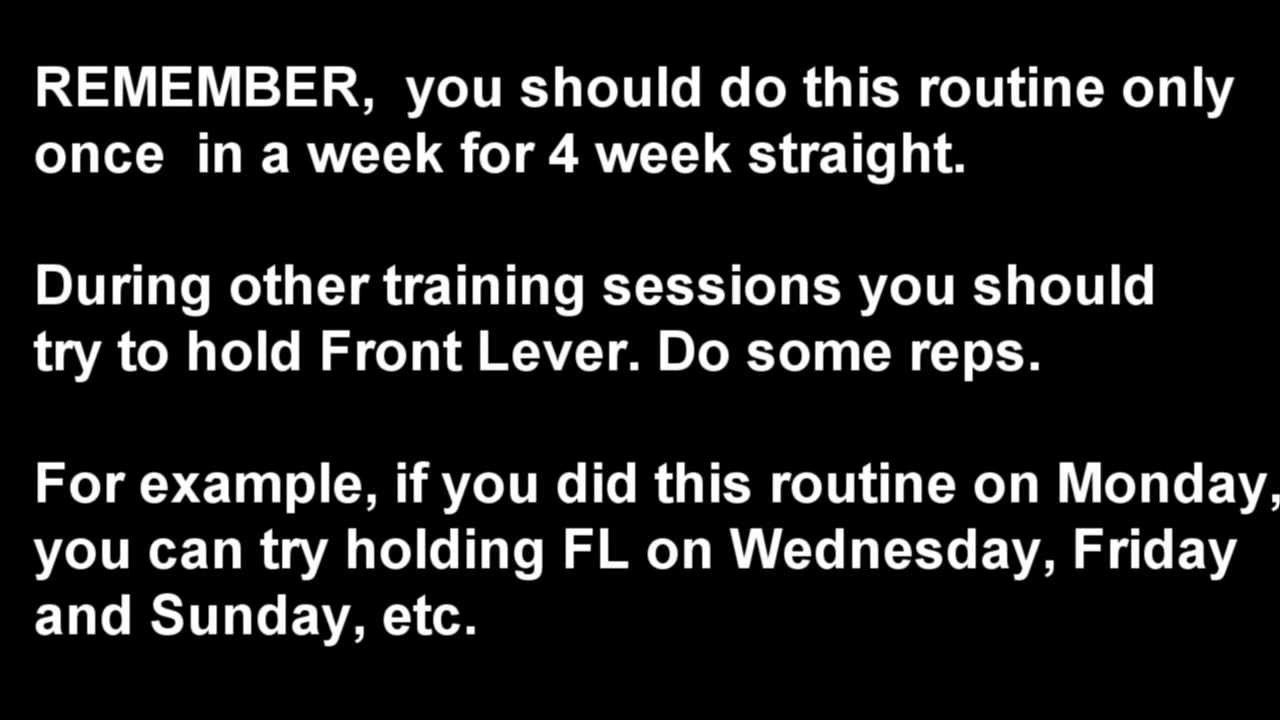 REMEMBER,  you should do this routine only
once  in a week for 4 week straight.
During other training sessions you should
try to hold Front Lever. Do some reps.
For example, if you did this routine on Monday,
you can try holding FL on Wednesday, Friday
and Sunday, etc.